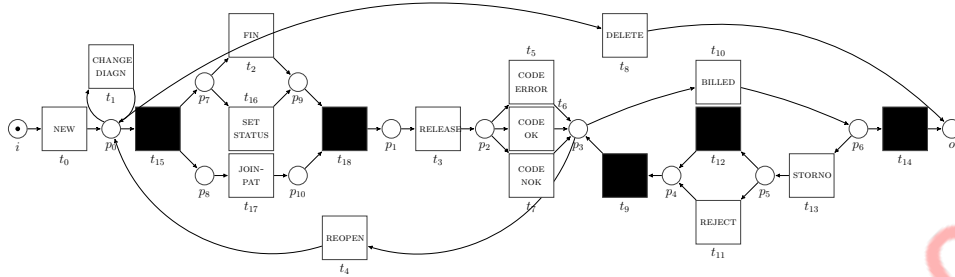 t5
t10
FIN
DELETE
CODE
ERROR
BILLED
CHANGE
DIAGN
t2
t8
t1
p7
t16
p9
t6
i
NEW
p0
t15
SET
STATUS
t18
p1
RELEASE
p2
CODE
OK
p3
t12
p6
t14
o
t0
t3
p8
JOIN-
PAT
p10
CODE
NOK
t9
p4
p5
STORNO
t17
t7
REJECT
t13
REOPEN
t11
t4